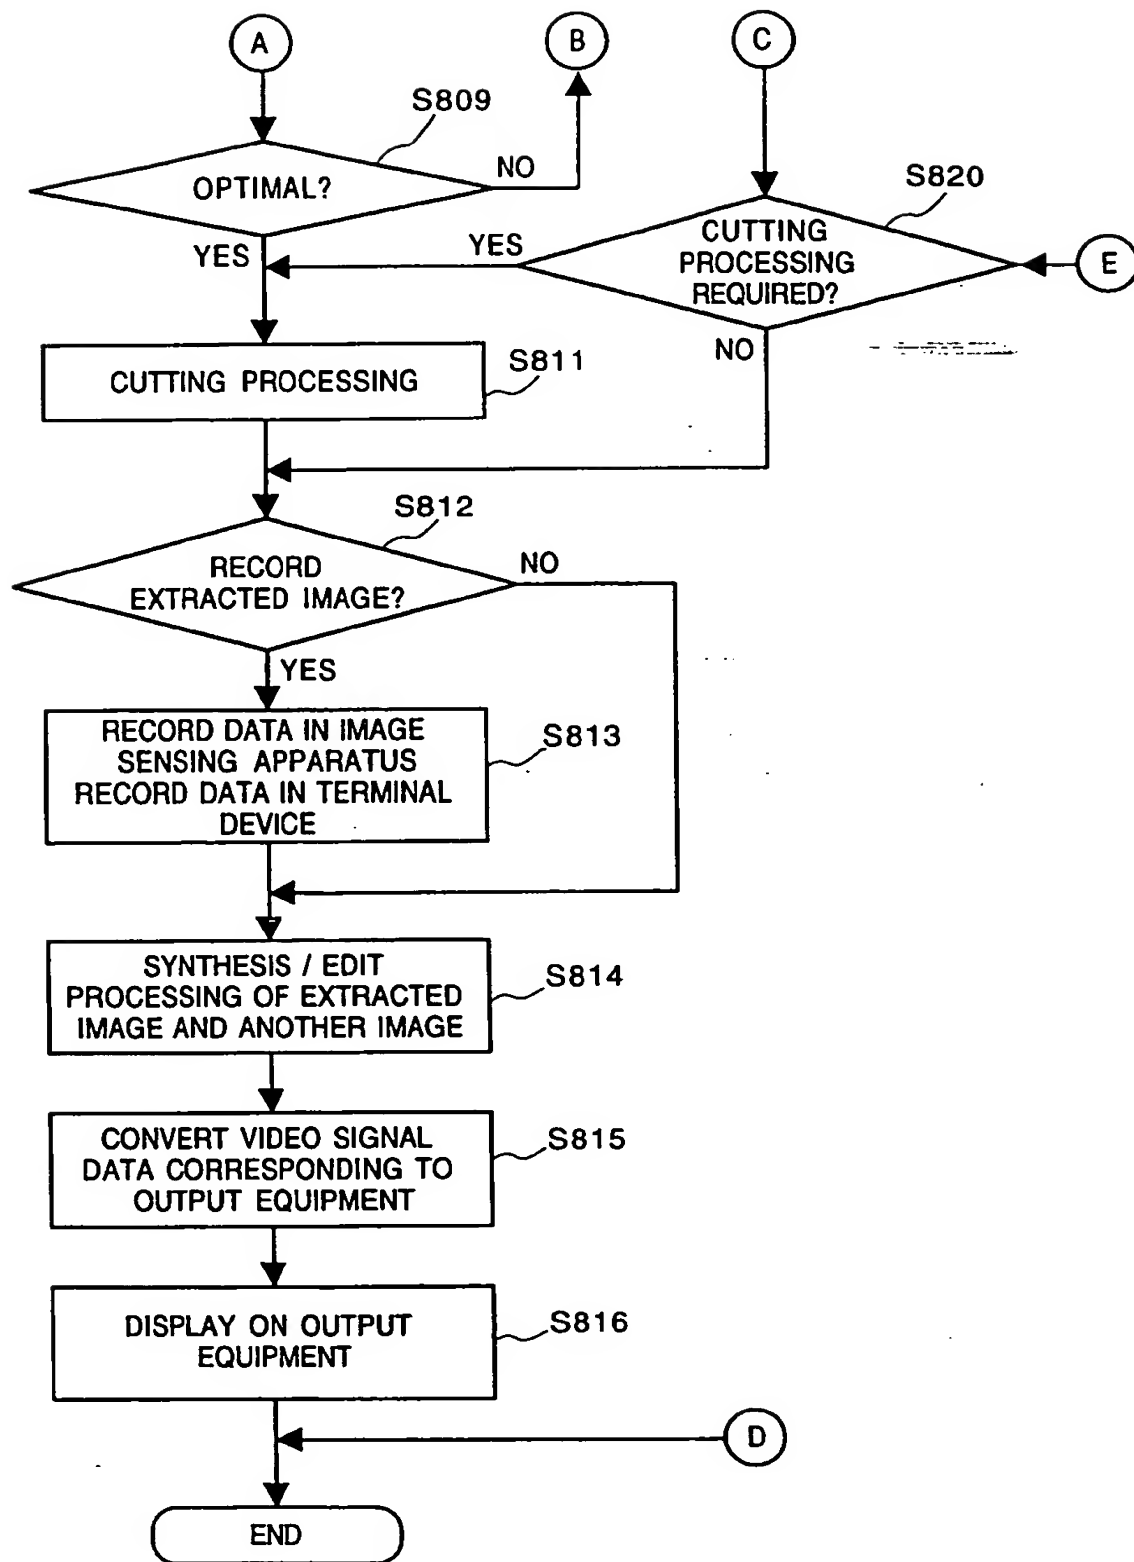 A
B
C
S809
OPTIMAL?
NO
YES
S820
CUTTING
PROCESSING
REQUIRED?
YES
NO
E
S811
CUTTING PROCESSING
S812
RECORD
EXTRACTED IMAGE?
NO
YES
RECORD DATA IN IMAGE
SENSING APPARATUS
RECORD DATA IN TERMINAL
DEVICE
S813
SYNTHESIS / EDIT
PROCESSING OF EXTRACTED
IMAGE AND ANOTHER IMAGE
S814
CONVERT VIDEO SIGNAL
DATA CORRESPONDING TO
OUTPUT EQUIPMENT
S815
DISPLAY ON OUTPUT
EQUIPMENT
S816
D
END